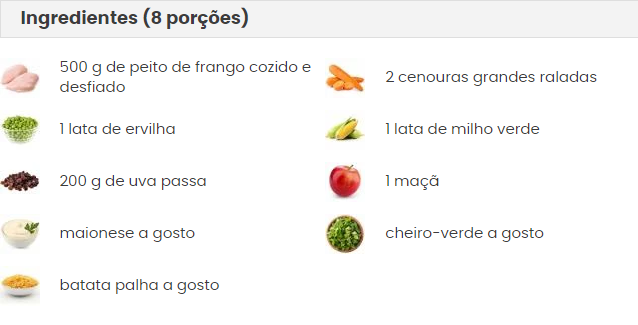 Ingredientes (8 porções)
500 g de peito de frango cozido e
desfiado
2 cenouras grandes raladas
1 lata de ervilha
1 lata de milho verde
200 g de uva passa
1 maçã
maionese a gosto
cheiro-verde a gosto
batata palha a gosto